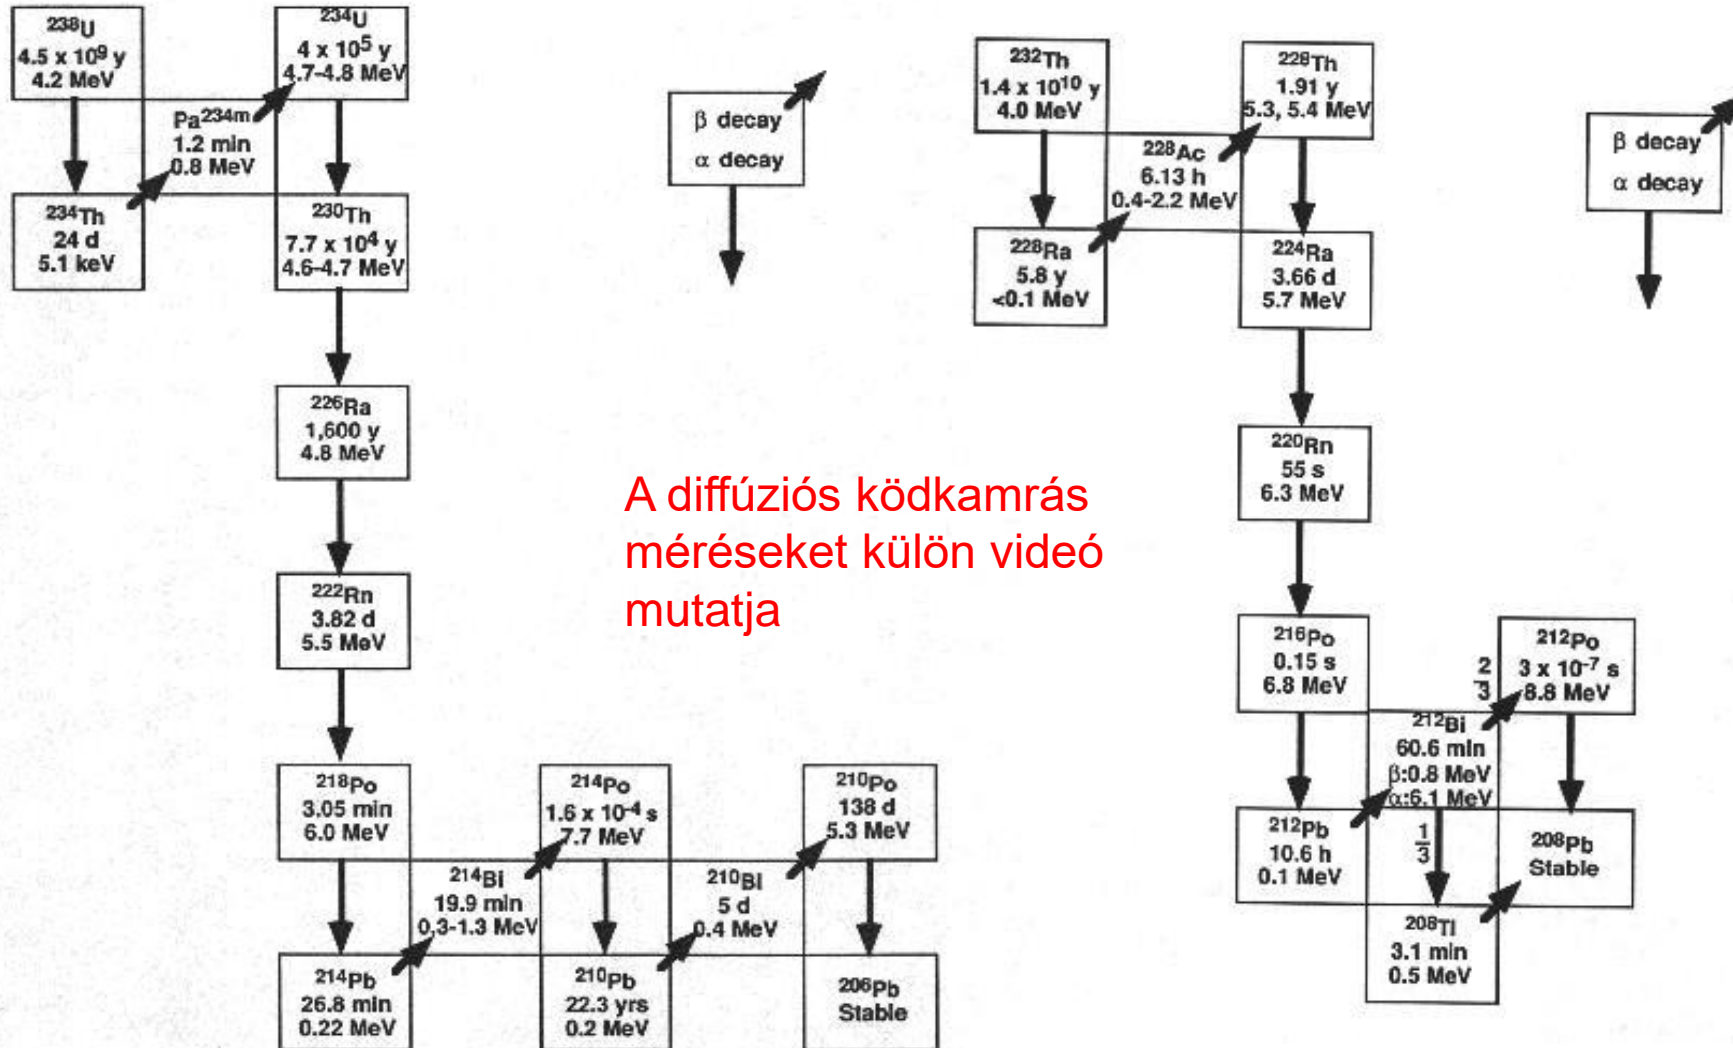 ²³⁸U
4.5 x 10⁹ y
4.2 MeV
²³⁴U
4 x 10⁵ y
4.7-4.8 MeV
Pa²³⁴ᵐ
1.2 min
0.8 MeV
²³⁴Th
24 d
5.1 keV
²³⁰Th
7.7 x 10⁴ y
4.6-4.7 MeV
²²⁶Ra
1,600 y
4.8 MeV
²²²Rn
3.82 d
5.5 MeV
²¹⁸Po
3.05 min
6.0 MeV
²¹⁴Po
1.6 x 10⁻⁴ s
7.7 MeV
²¹⁰Po
138 d
5.3 MeV
²¹⁴Bi
19.9 min
0,3-1.3 MeV
²¹⁰Bi
5 d
0.4 MeV
²¹⁴Pb
26.8 min
0.22 MeV
²¹⁰Pb
22.3 yrs
0.2 MeV
²⁰⁶Pb
Stable
β decay
α decay
A diffúziós ködkamrás
méréseket külön videó
mutatja
²³²Th
1.4 x 10¹⁰ y
4.0 MeV
²²⁸Th
1.91 y
5.3, 5.4 MeV
²²⁸Ac
6.13 h
0.4-2.2 MeV
²²⁸Ra
5.8 y
<0.1 MeV
²²⁴Ra
3.66 d
5.7 MeV
²²⁰Rn
55 s
6.3 MeV
²¹⁶Po
0.15 s
6.8 MeV
2/3
²¹²Po
3 x 10⁻⁷ s
8.8 MeV
²¹²Bi
60.6 min
β:0.8 MeV
α:6.1 MeV
²¹²Pb
10.6 h
0.1 MeV
1/3
²⁰⁸Pb
Stable
²⁰⁸Tl
3.1 min
0.5 MeV
β decay
α decay